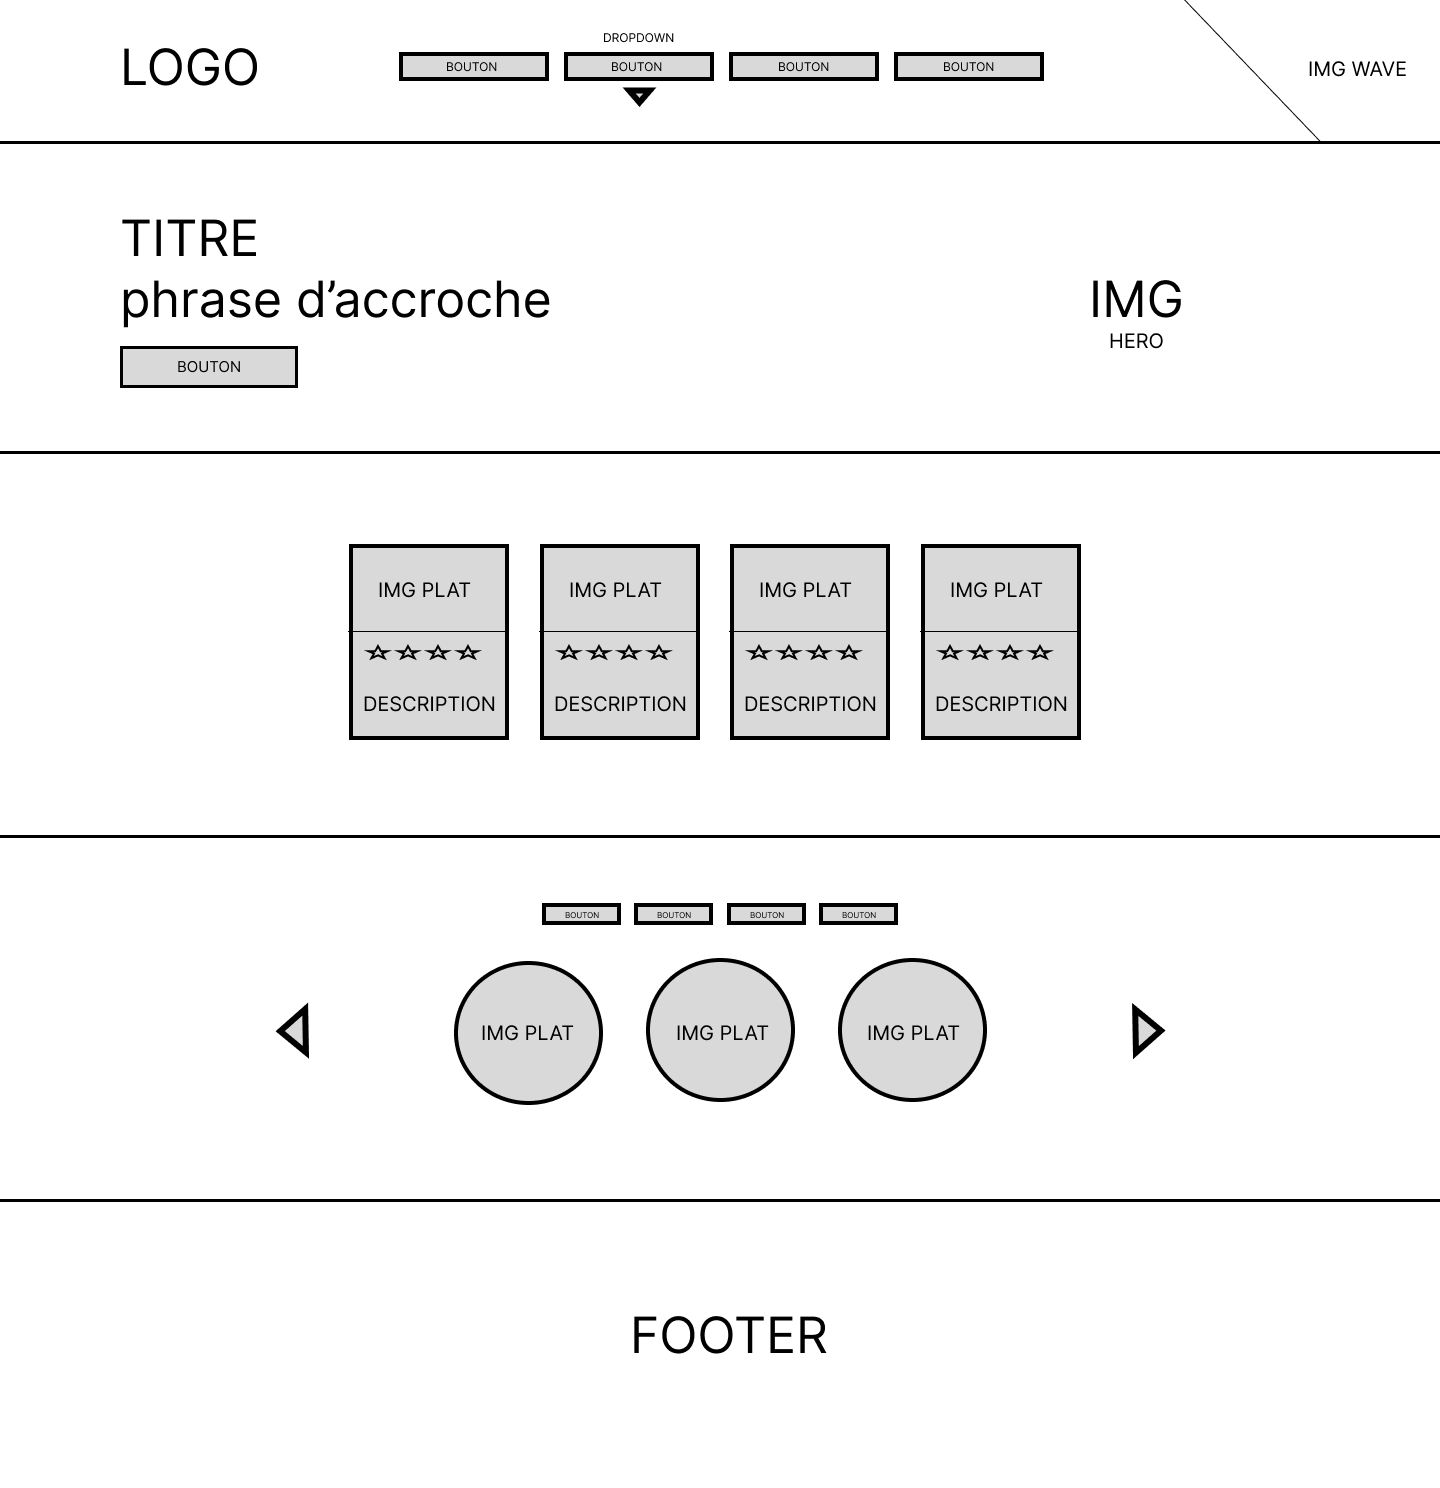 LOGO
DROPDOWN
BOUTON
BOUTON
BOUTON
BOUTON
IMG WAVE
TITRE
phrase d’accroche
BOUTON
IMG
HERO
IMG PLAT
IMG PLAT
IMG PLAT
IMG PLAT
DESCRIPTION
DESCRIPTION
DESCRIPTION
DESCRIPTION
BOUTON
BOUTON
BOUTON
BOUTON
IMG PLAT
IMG PLAT
IMG PLAT
FOOTER